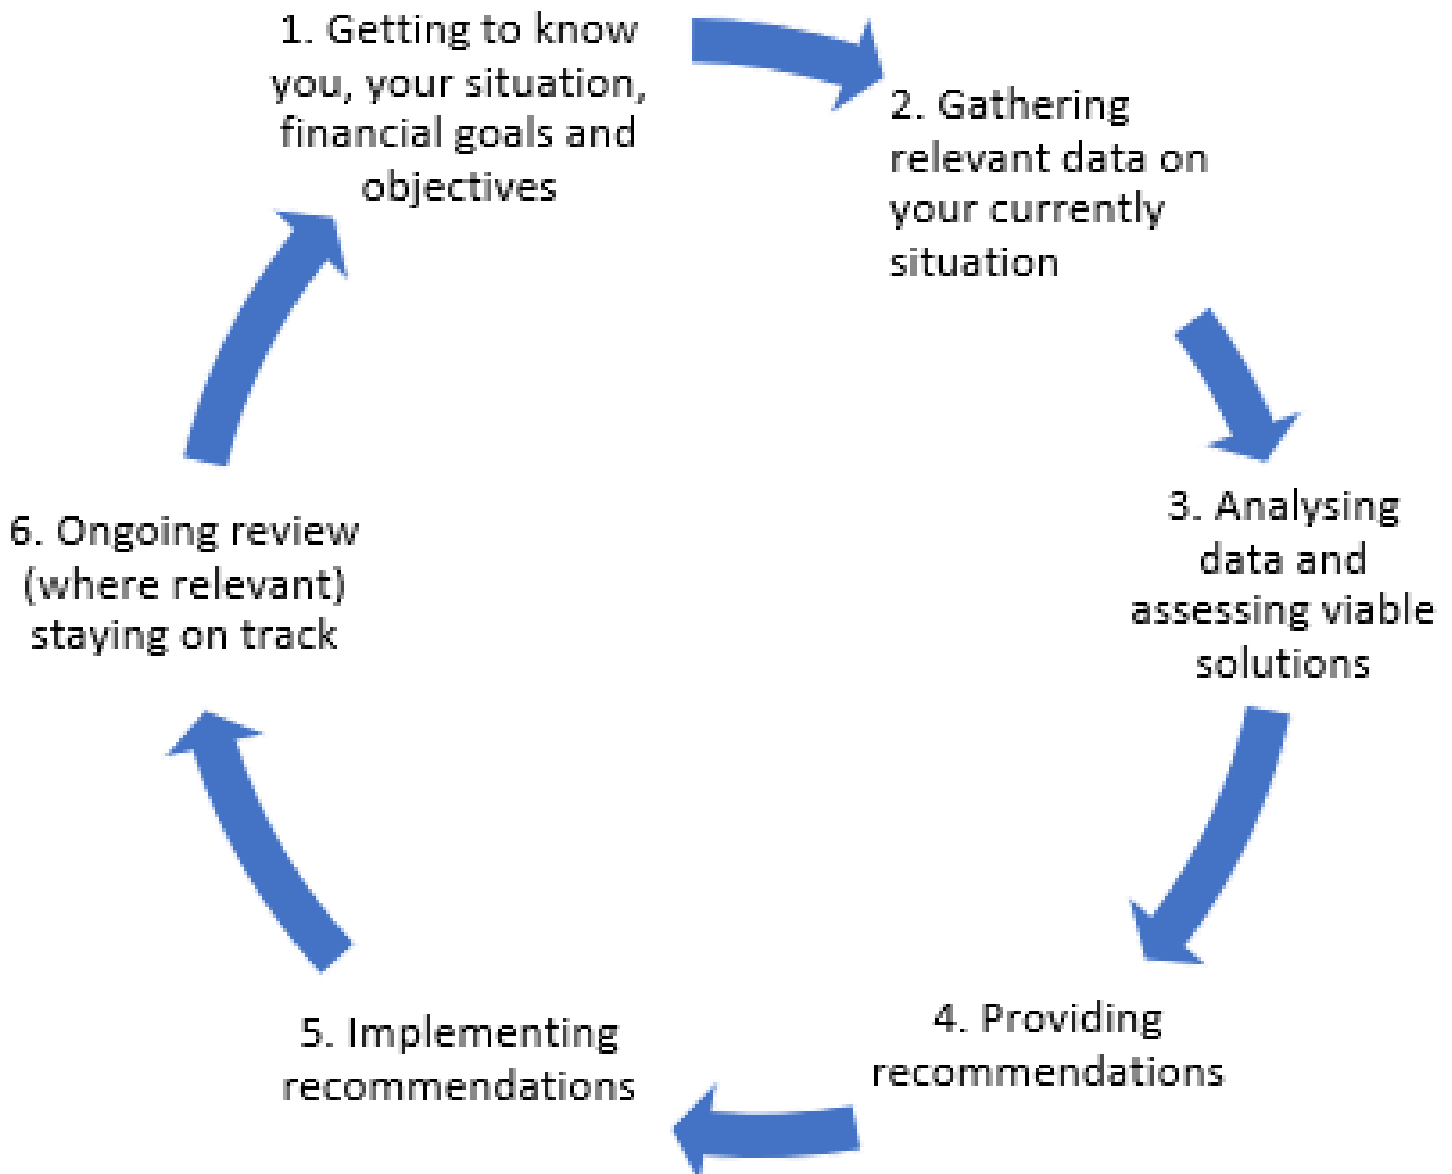 1. Getting to know
you, your situation,
financial goals and
objectives
2. Gathering
relevant data on
your currently
situation
3. Analysing
data and
assessing viable
solutions
4. Providing
recommendations
5. Implementing
recommendations
6. Ongoing review
(where relevant)
staying on track